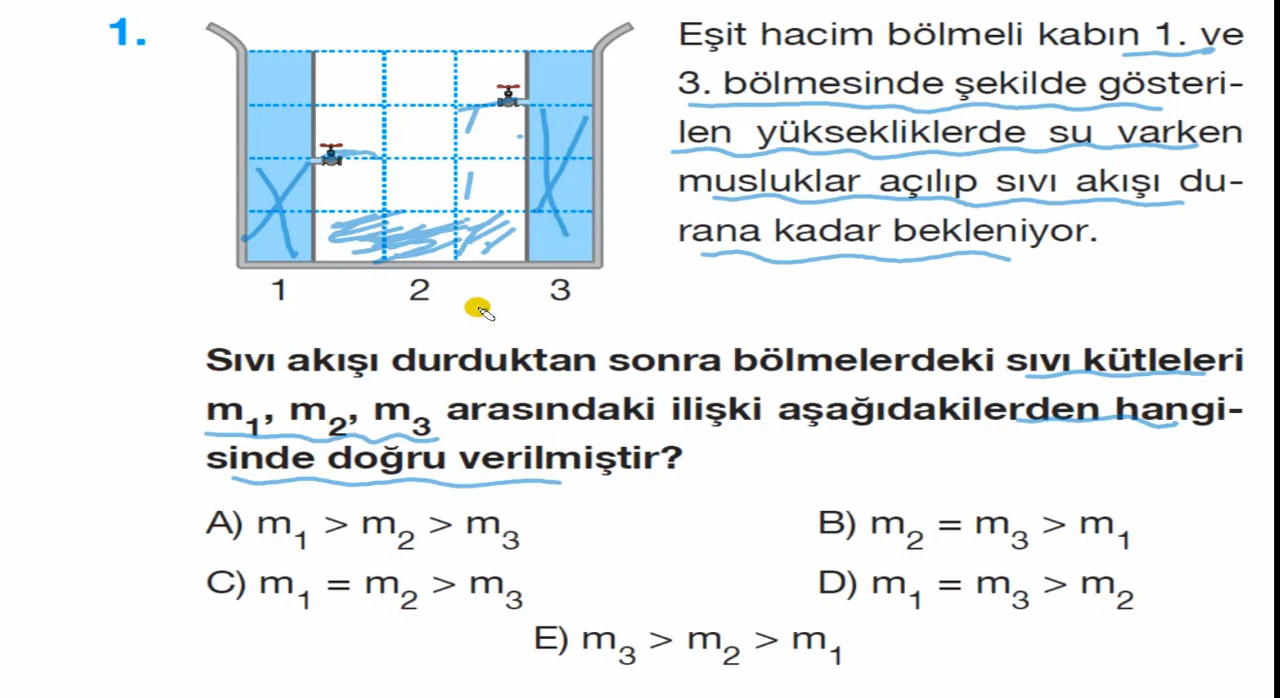 1.
Eşit hacim bölmeli kabın 1. ve
3. bölmesinde şekilde gösteri-
len yüksekliklerde su varken
musluklar açılıp sıvı akışı du-
rana kadar bekleniyor.
1 2 3
Sıvı akışı durduktan sonra bölmelerdeki sıvı kütleleri
m₁, m₂, m₃ arasındaki ilişki aşağıdakilerden hangi-
sinde doğru verilmiştir?
A) m₁ > m₂ > m₃ B) m₂ = m₃ > m₁
C) m₁ = m₂ > m₃ D) m₁ = m₃ > m₂
E) m₃ > m₂ > m₁